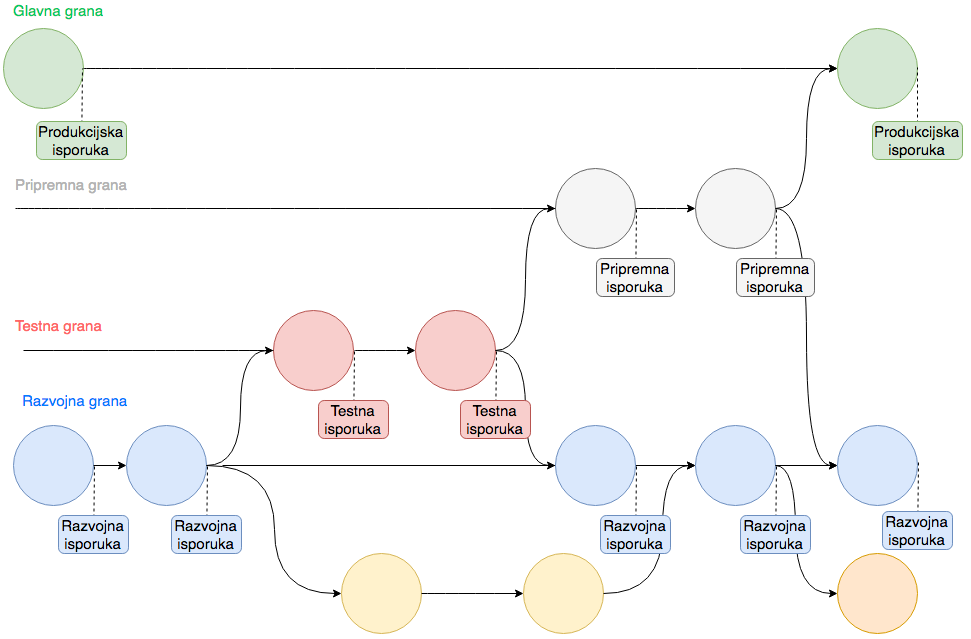 Glavna grana
Produkcijska
isporuka
Produkcijska
isporuka
Pripremna grana
Pripremna
isporuka
Pripremna
isporuka
Testna grana
Testna
isporuka
Testna
isporuka
Razvojna grana
Razvojna
isporuka
Razvojna
isporuka
Razvojna
isporuka
Razvojna
isporuka
Razvojna
isporuka